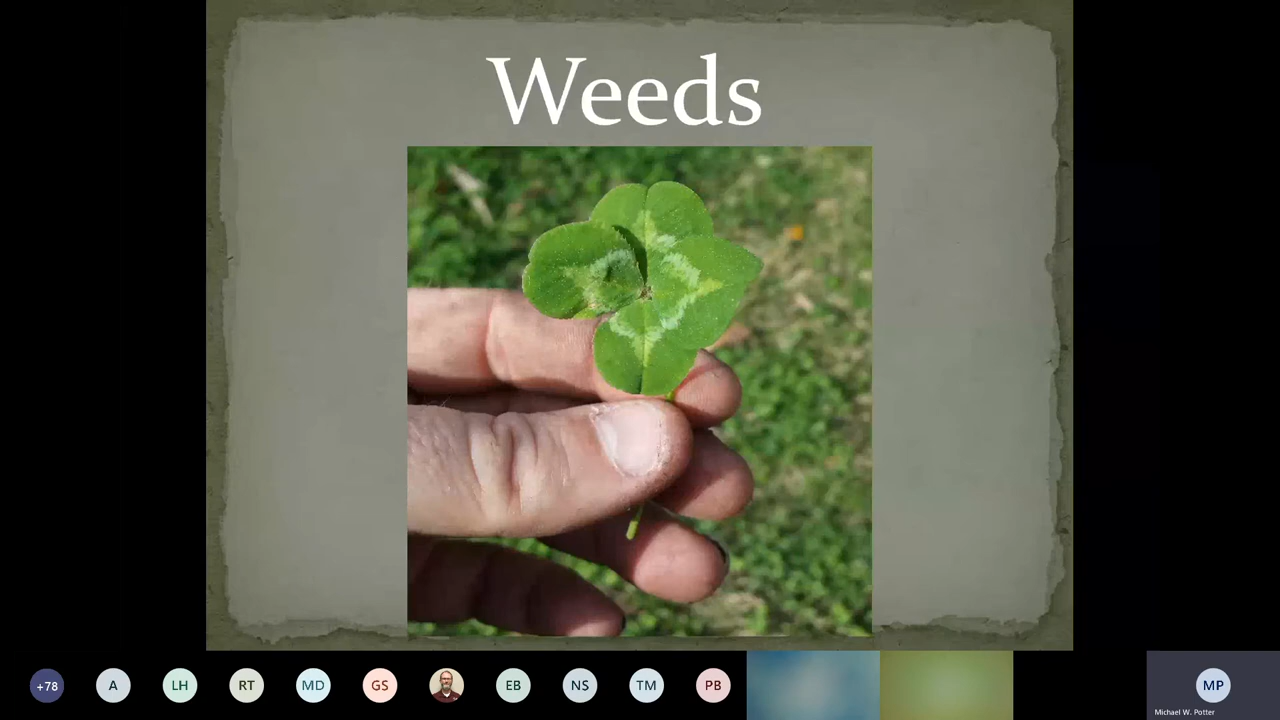 Weeds
+78
A
LH
RT
MD
GS
EB
NS
TM
PB
MP
Michael W. Potter